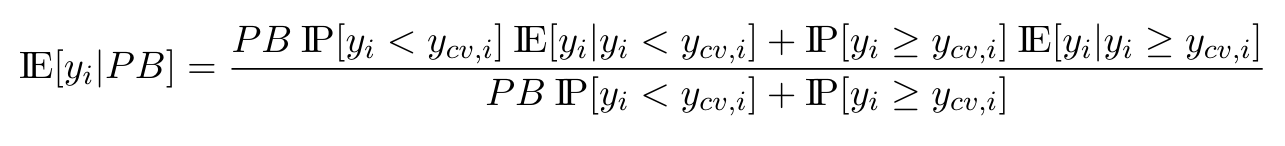 𝔼[y_i|PB] = \frac{PB ℙ[y_i < y_{cv,i}] 𝔼[y_i|y_i < y_{cv,i}] + ℙ[y_i ≥ y_{cv,i}] 𝔼[y_i|y_i ≥ y_{cv,i}]}{PB ℙ[y_i < y_{cv,i}] + ℙ[y_i ≥ y_{cv,i}]}